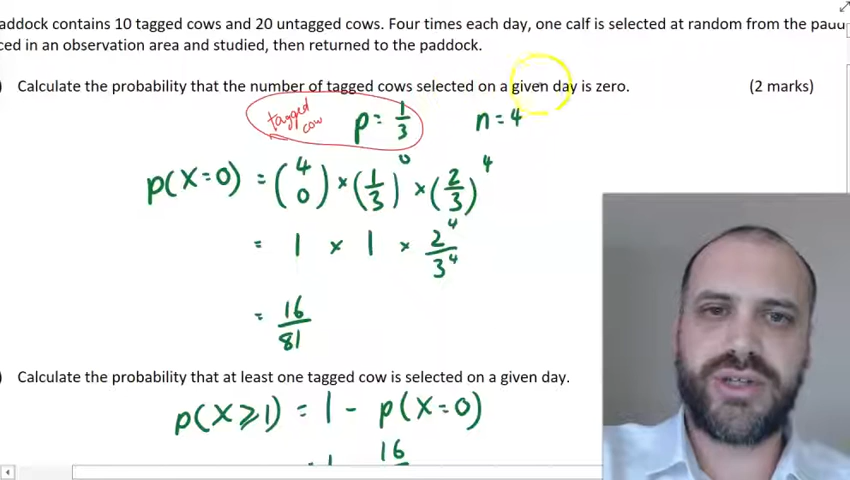 addock contains 10 tagged cows and 20 untagged cows. Four times each day, one calf is selected at random from the padd
ced in an observation area and studied, then returned to the paddock.
) Calculate the probability that the number of tagged cows selected on a given day is zero. (2 marks)
tagged cow p = 1/3 n = 4
p(X=0) = (4 0) × (1/3)^0 × (2/3)^4
= 1 × 1 × 2^4/3^4
= 16/81
) Calculate the probability that at least one tagged cow is selected on a given day.
p(X⩾1) = 1 - p(X=0)
= 1 - 16